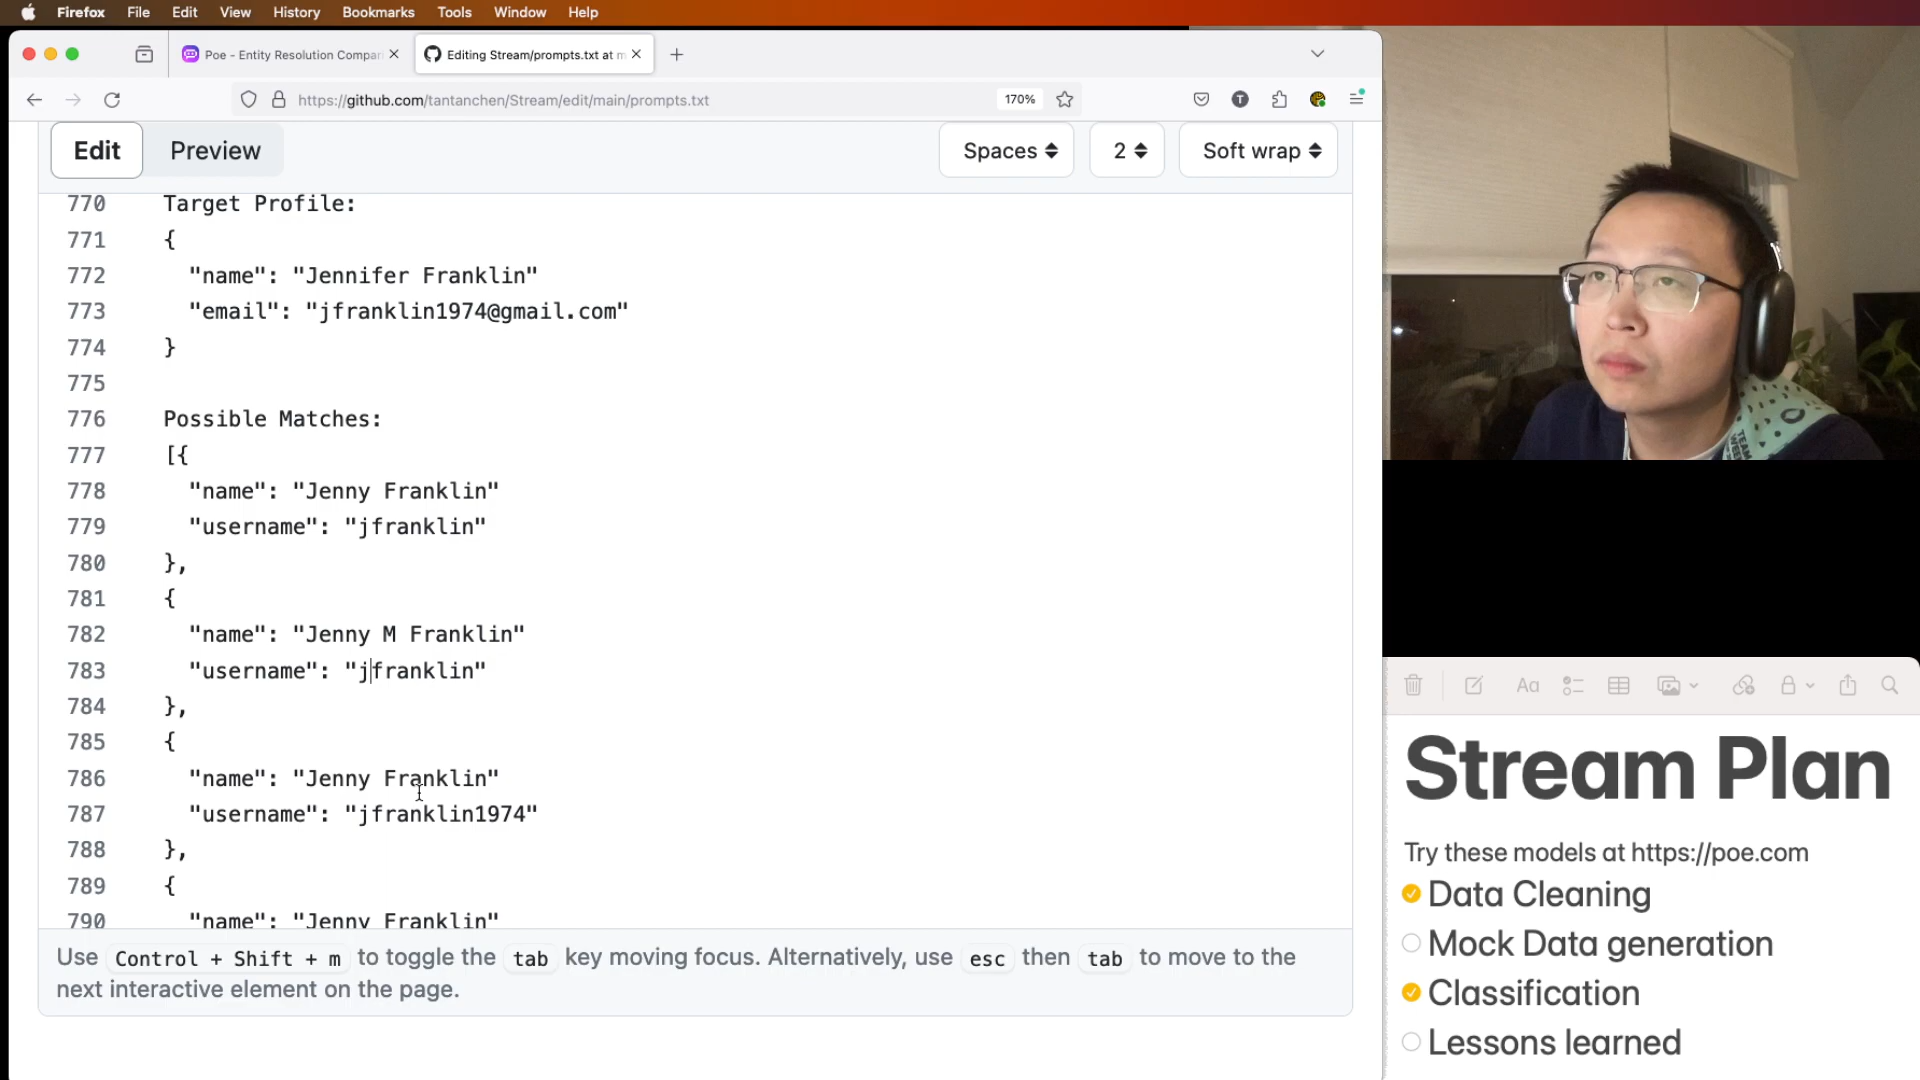 Firefox File Edit View History Bookmarks Tools Window Help
Poe - Entity Resolution Compar
Editing Stream/prompts.txt at m
https://github.com/tantanchen/Stream/edit/main/prompts.txt
170%
T
Edit
Preview
Spaces
2
Soft wrap
770 Target Profile:
771 {
772 "name": "Jennifer Franklin"
773 "email": "jfranklin1974@gmail.com"
774 }
775
776 Possible Matches:
777 [{
778 "name": "Jenny Franklin"
779 "username": "jfranklin"
780 },
781 {
782 "name": "Jenny M Franklin"
783 "username": "jfranklin"
784 },
785 {
786 "name": "Jenny Franklin"
787 "username": "jfranklin1974"
788 },
789 {
790 "name": "Jenny Franklin"
Use Control + Shift + m to toggle the tab key moving focus. Alternatively, use esc then tab to move to the
next interactive element on the page.
TEAM
WEE
Aa
Stream Plan
Try these models at https://poe.com
Data Cleaning
Mock Data generation
Classification
Lessons learned